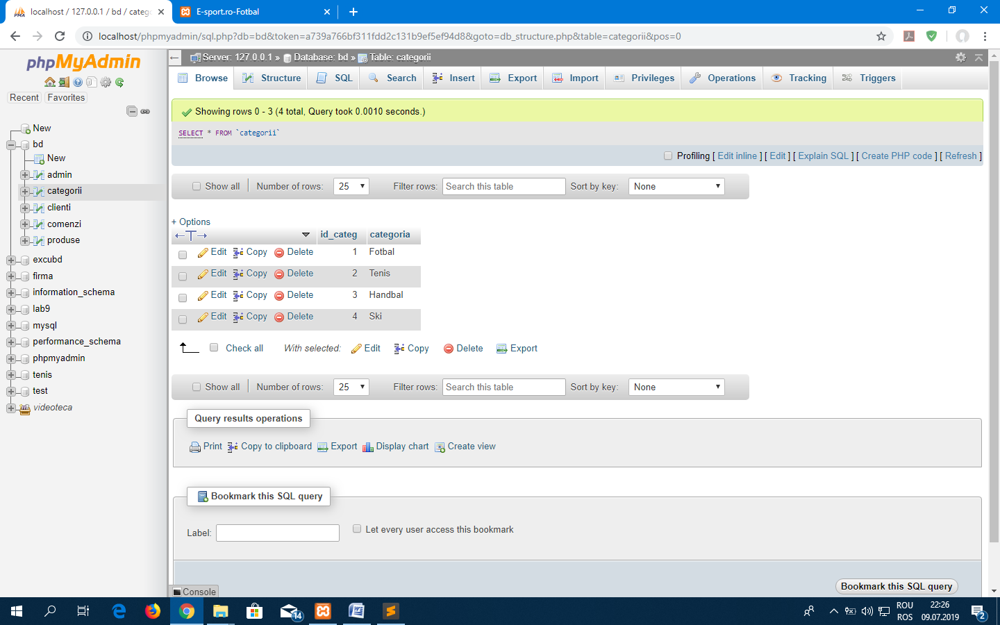 localhost / 127.0.0.1 / bd / categ
E-sport.ro-Fotbal
localhost/phpmyadmin/sql.php?db=bd&token=a739a766bf311fdd2c131b9ef5ef94d8&goto=db_structure.php&table=categorii&pos=0
phpMyAdmin
Recent Favorites
New
bd
New
admin
categorii
clienti
comenzi
produse
excubd
firma
information_schema
lab9
mysql
performance_schema
phpmyadmin
tenis
test
videoteca
Server: 127.0.0.1 » Database: bd » Table: categorii
Browse Structure SQL Search Insert Export Import Privileges Operations Tracking Triggers
Showing rows 0 - 3 (4 total, Query took 0.0010 seconds.)
SELECT * FROM `categorii`
Profiling [ Edit inline ] [ Edit ] [ Explain SQL ] [ Create PHP code ] [ Refresh ]
Show all Number of rows: 25 Filter rows: Search this table Sort by key: None
+ Options
id_categ categoria
Edit Copy Delete 1 Fotbal
Edit Copy Delete 2 Tenis
Edit Copy Delete 3 Handbal
Edit Copy Delete 4 Ski
Check all With selected: Edit Copy Delete Export
Show all Number of rows: 25 Filter rows: Search this table Sort by key: None
Query results operations
Print Copy to clipboard Export Display chart Create view
Bookmark this SQL query
Label: Let every user access this bookmark
Bookmark this SQL query
Console
14
ROU
ROS
22:26
09.07.2019
2